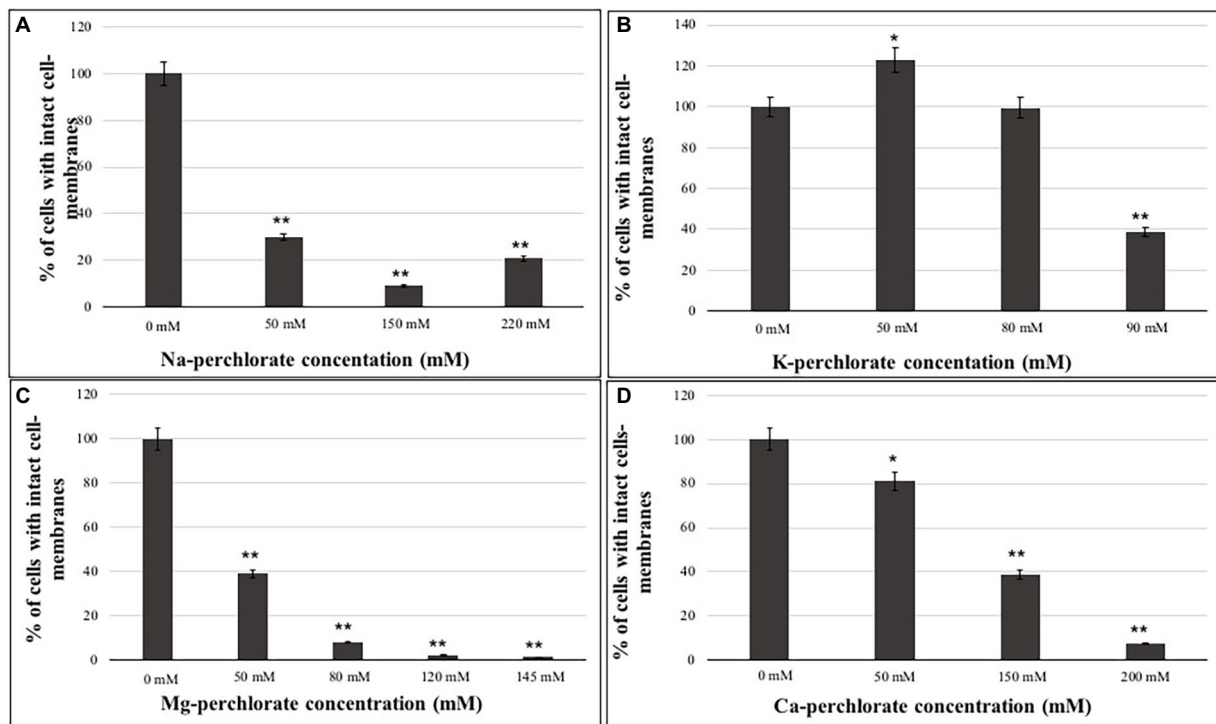 A
% of cells with intact cell-
membranes
120
100
80
60
40
20
0
**
**
**
0 mM
50 mM
150 mM
220 mM
Na-perchlorate concentation (mM)
B
% of cells with intact cell-
membranes
140
120
100
80
60
40
20
0
*
**
0 mM
50 mM
80 mM
90 mM
K-perchlorate concentation (mM)
C
% of cells with intact cell-
membranes
120
100
80
60
40
20
0
**
**
**
**
0 mM
50 mM
80 mM
120 mM
145 mM
Mg-perchlorate concentration (mM)
D
% of cells with intact cells-
membranes
120
100
80
60
40
20
0
*
**
**
0 mM
50 mM
150 mM
200 mM
Ca-perchlorate concentration (mM)